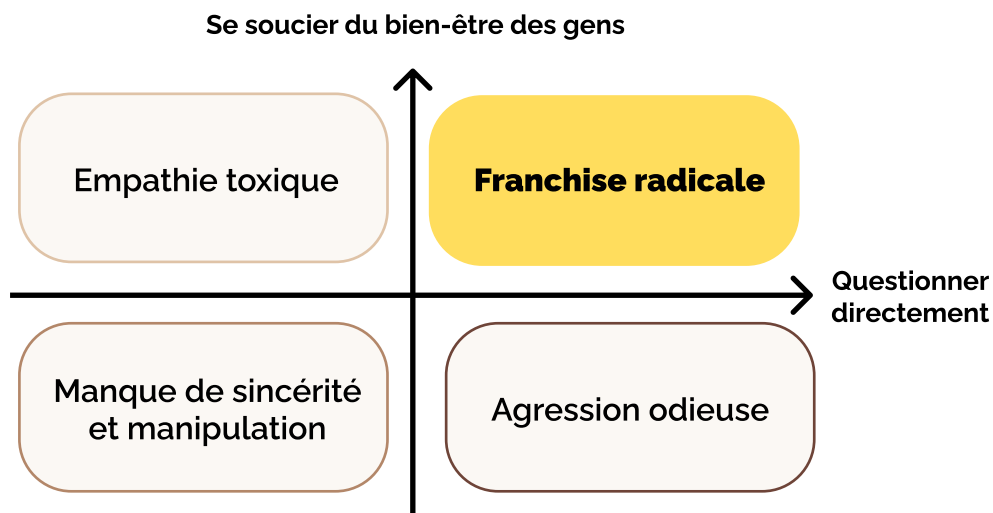 Se soucier du bien-être des gens
Empathie toxique
Franchise radicale
Questionner
directement
Manque de sincérité
et manipulation
Agression odieuse